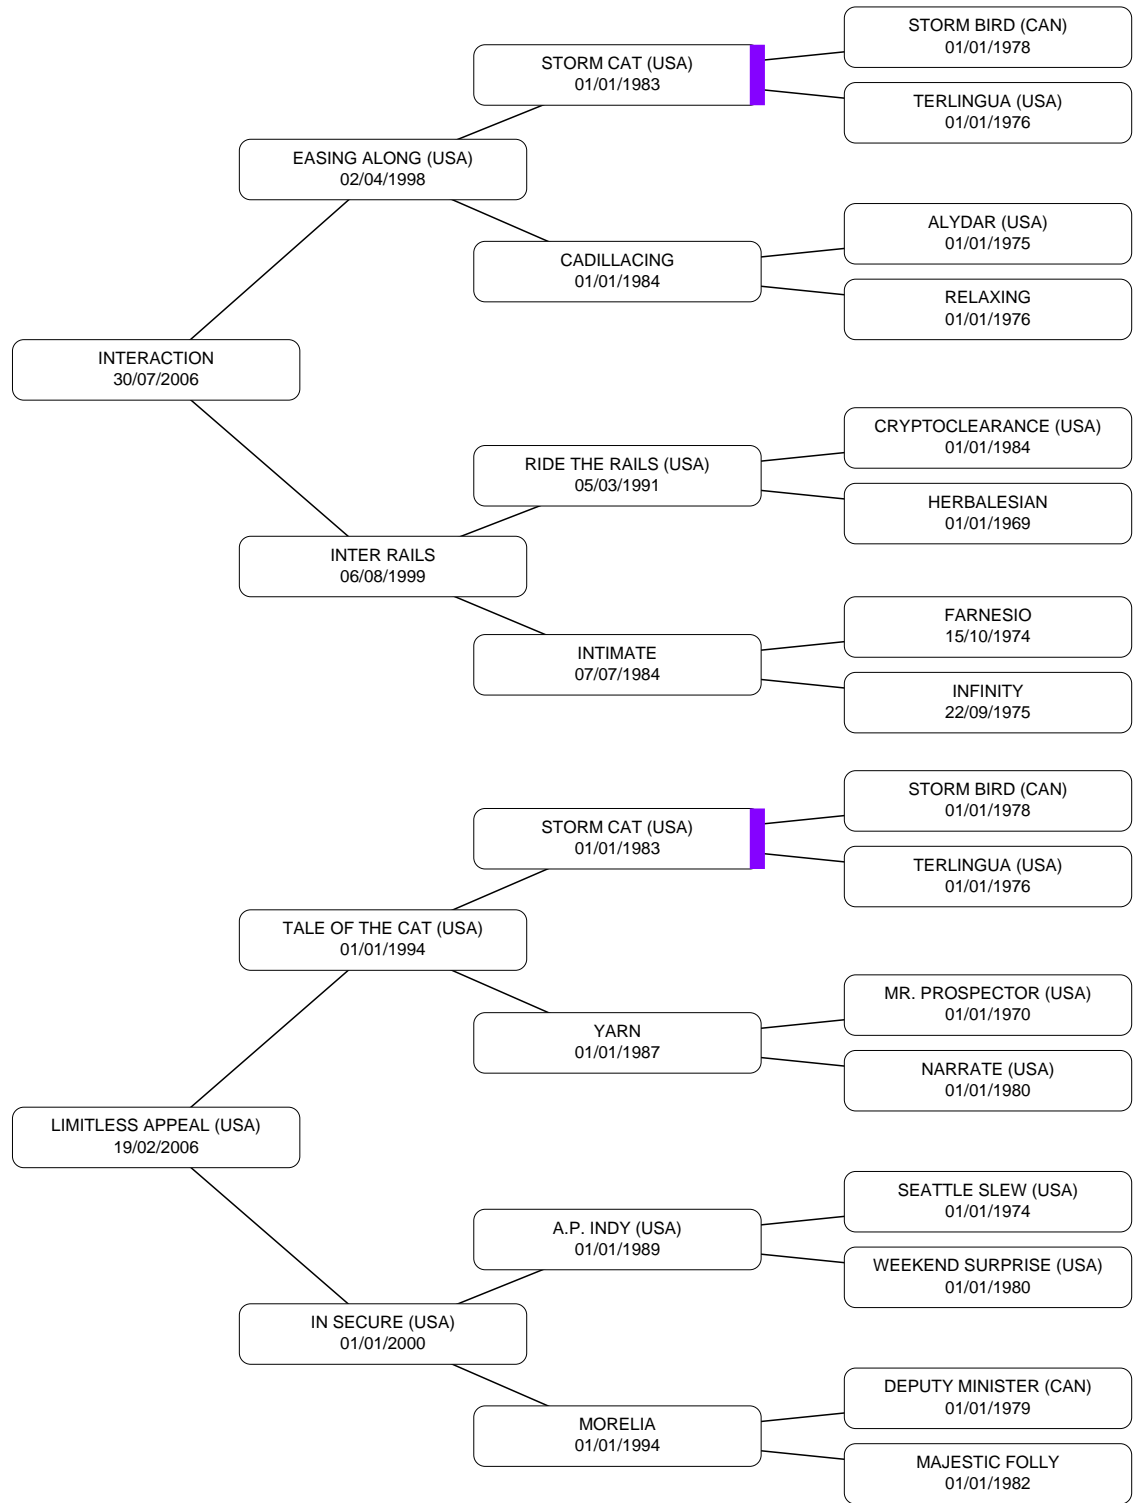 STORM BIRD (CAN)
01/01/1978
STORM CAT (USA)
01/01/1983
TERLINGUA (USA)
01/01/1976
EASING ALONG (USA)
02/04/1998
ALYDAR (USA)
01/01/1975
CADILLACING
01/01/1984
RELAXING
01/01/1976
INTERACTION
30/07/2006
CRYPTOCLEARANCE (USA)
01/01/1984
RIDE THE RAILS (USA)
05/03/1991
HERBALESIAN
01/01/1969
INTER RAILS
06/08/1999
FARNESIO
15/10/1974
INTIMATE
07/07/1984
INFINITY
22/09/1975
STORM BIRD (CAN)
01/01/1978
STORM CAT (USA)
01/01/1983
TERLINGUA (USA)
01/01/1976
TALE OF THE CAT (USA)
01/01/1994
MR. PROSPECTOR (USA)
01/01/1970
YARN
01/01/1987
NARRATE (USA)
01/01/1980
LIMITLESS APPEAL (USA)
19/02/2006
SEATTLE SLEW (USA)
01/01/1974
A.P. INDY (USA)
01/01/1989
WEEKEND SURPRISE (USA)
01/01/1980
IN SECURE (USA)
01/01/2000
DEPUTY MINISTER (CAN)
01/01/1979
MORELIA
01/01/1994
MAJESTIC FOLLY
01/01/1982